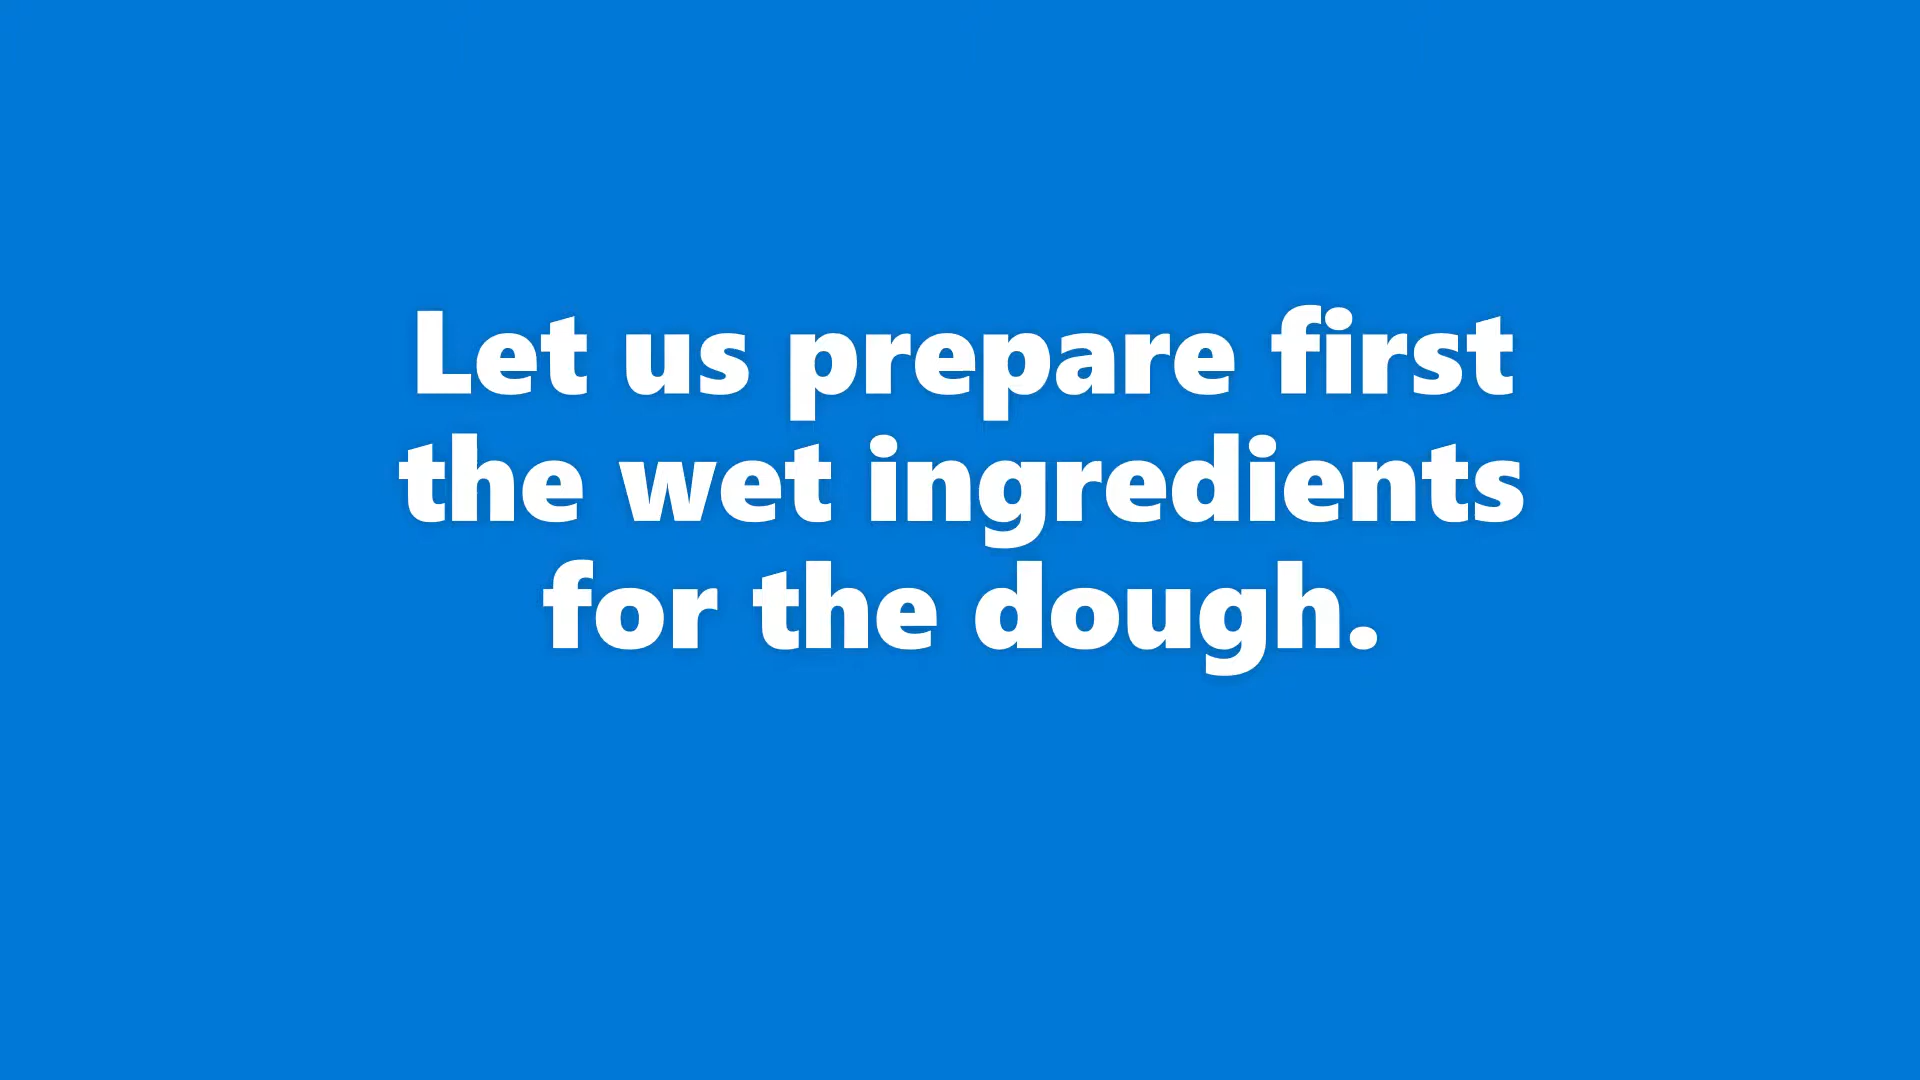 Let us prepare first
the wet ingredients
for the dough.